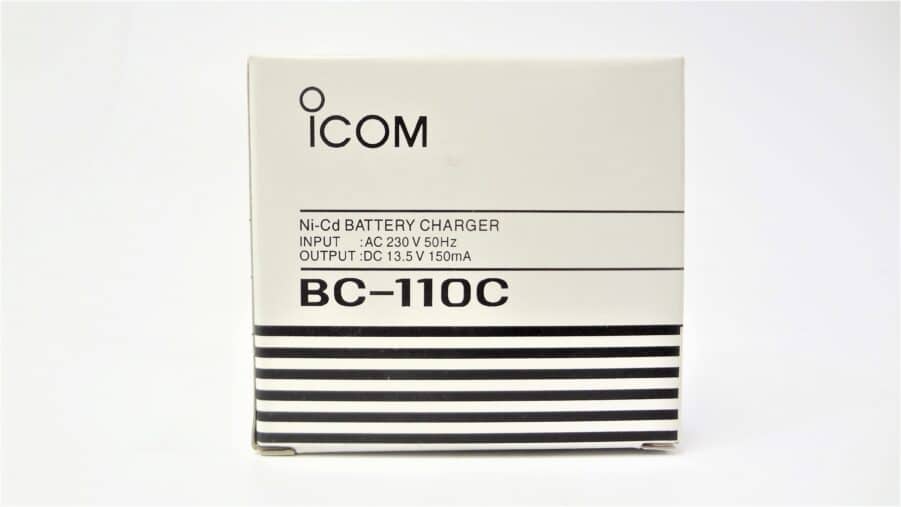 ICOM
Ni-Cd BATTERY CHARGER
INPUT :AC 230 V 50Hz
OUTPUT :DC 13.5 V 150mA
BC-110C